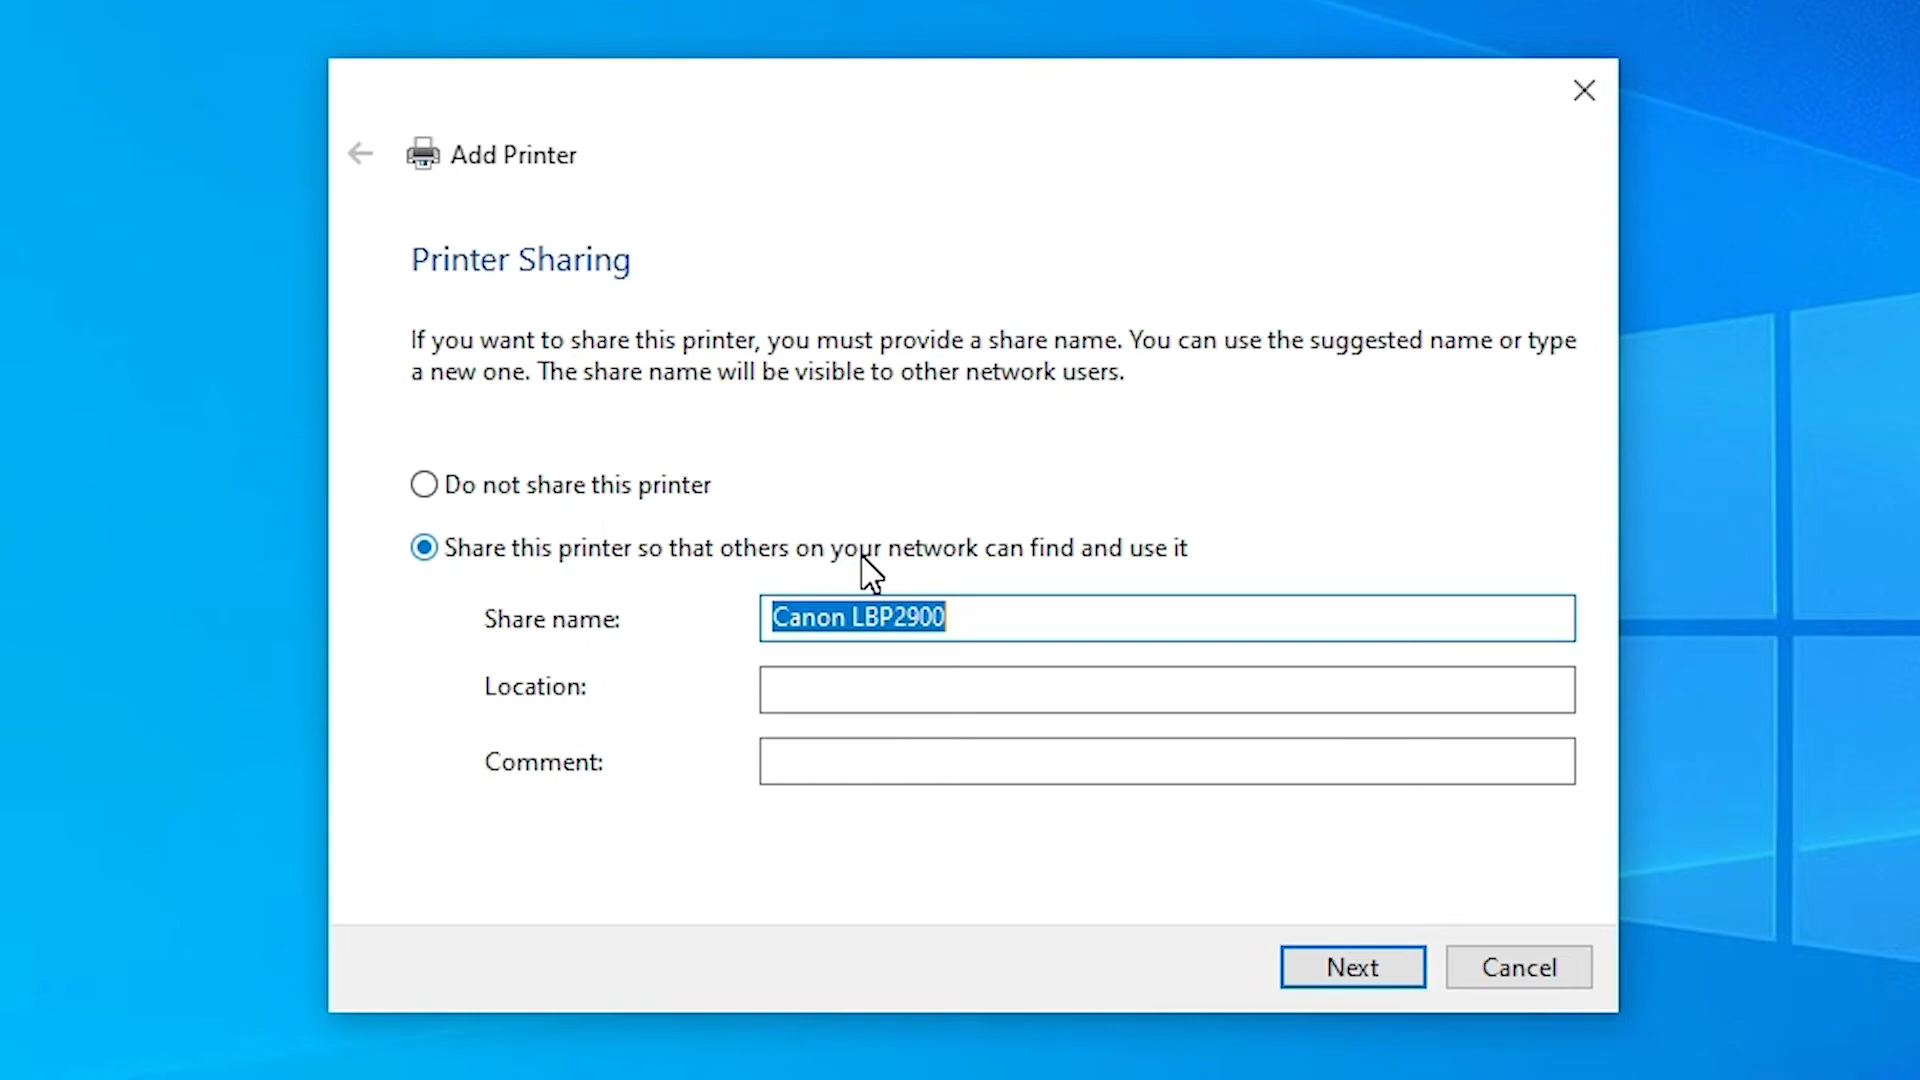 Add Printer
Printer Sharing
If you want to share this printer, you must provide a share name. You can use the suggested name or type
a new one. The share name will be visible to other network users.
Do not share this printer
Share this printer so that others on your network can find and use it
Share name: Canon LBP2900
Location:
Comment:
Next Cancel